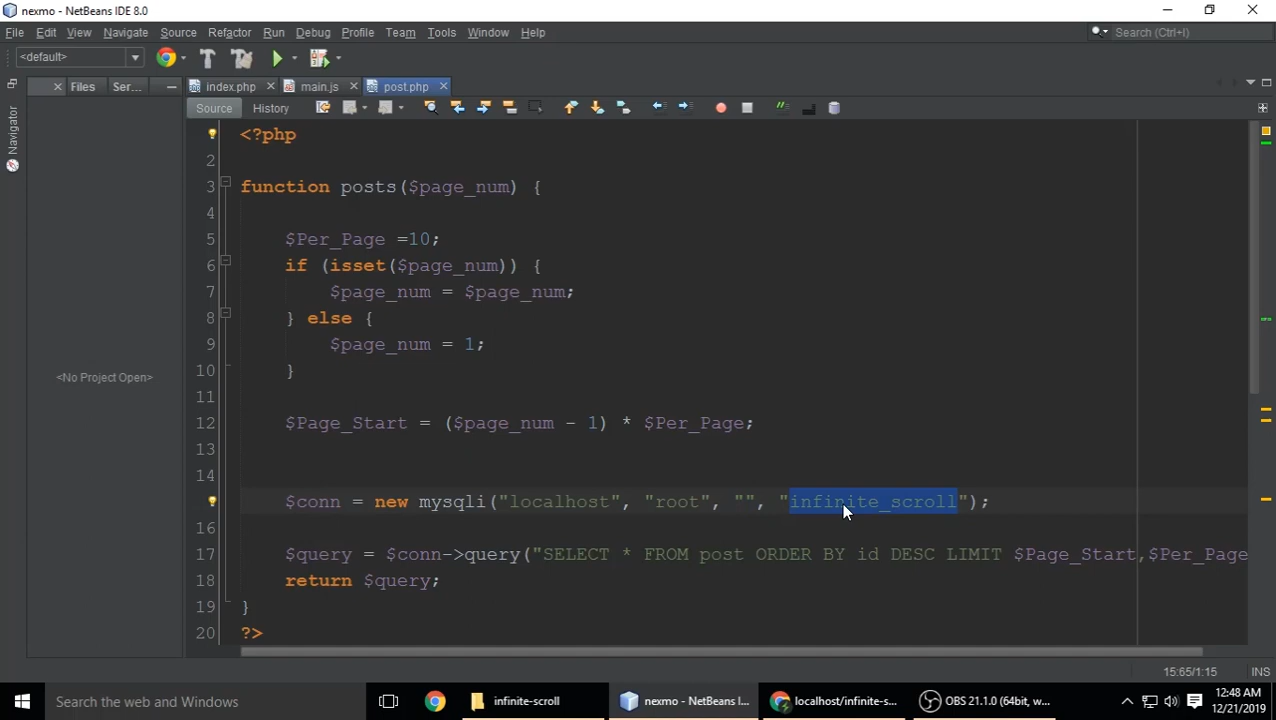 nexmo - NetBeans IDE 8.0
File Edit View Navigate Source Refactor Run Debug Profile Team Tools Window Help
Search (Ctrl+I)
<default>
Files Ser... index.php main.js post.php
Source History
Navigator
<No Project Open>
1 <?php
2
3 function posts($page_num) {
4
5 $Per_Page =10;
6 if (isset($page_num)) {
7 $page_num = $page_num;
8 } else {
9 $page_num = 1;
10 }
11
12 $Page_Start = ($page_num - 1) * $Per_Page;
13
14
$conn = new mysqli("localhost", "root", "", "infinite_scroll");
16
17 $query = $conn->query("SELECT * FROM post ORDER BY id DESC LIMIT $Page_Start,$Per_Page
18 return $query;
19 }
20 ?>
15:65/1:15 INS
Search the web and Windows
infinite-scroll
nexmo - NetBeans I...
localhost/infinite-s...
OBS 21.1.0 (64bit, w...
12:48 AM
12/21/2019